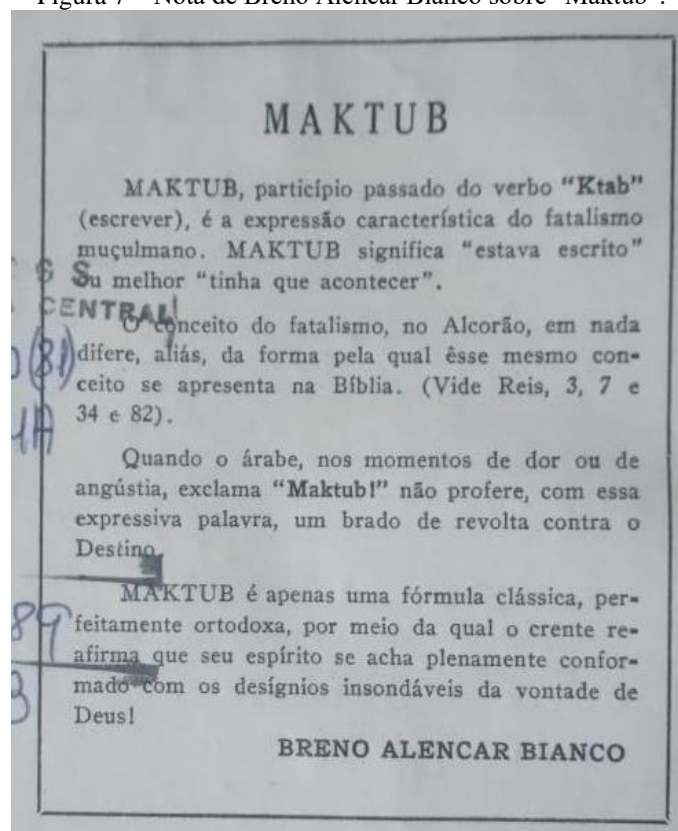 Figura 7 – Nota de Breno Alencar Bianco sobre "Maktub".
MAKTUB
MAKTUB, particípio passado do verbo "Ktab"
(escrever), é a expressão característica do fatalismo
muçulmano. MAKTUB significa "estava escrito"
ou melhor "tinha que acontecer".
CENTRAL
O conceito do fatalismo, no Alcorão, em nada
(81)
difere, aliás, da forma pela qual êsse mesmo con-
ceito se apresenta na Bíblia. (Vide Reis, 3, 7 e
34 e 82).
Quando o árabe, nos momentos de dor ou de
angústia, exclama "Maktub!" não profere, com essa
expressiva palavra, um brado de revolta contra o
Destino.
MAKTUB é apenas uma fórmula clássica, per-
89
feitamente ortodoxa, por meio da qual o crente re-
afirma que seu espírito se acha plenamente confor-
mado com os desígnios insondáveis da vontade de
Deus!
BRENO ALENCAR BIANCO